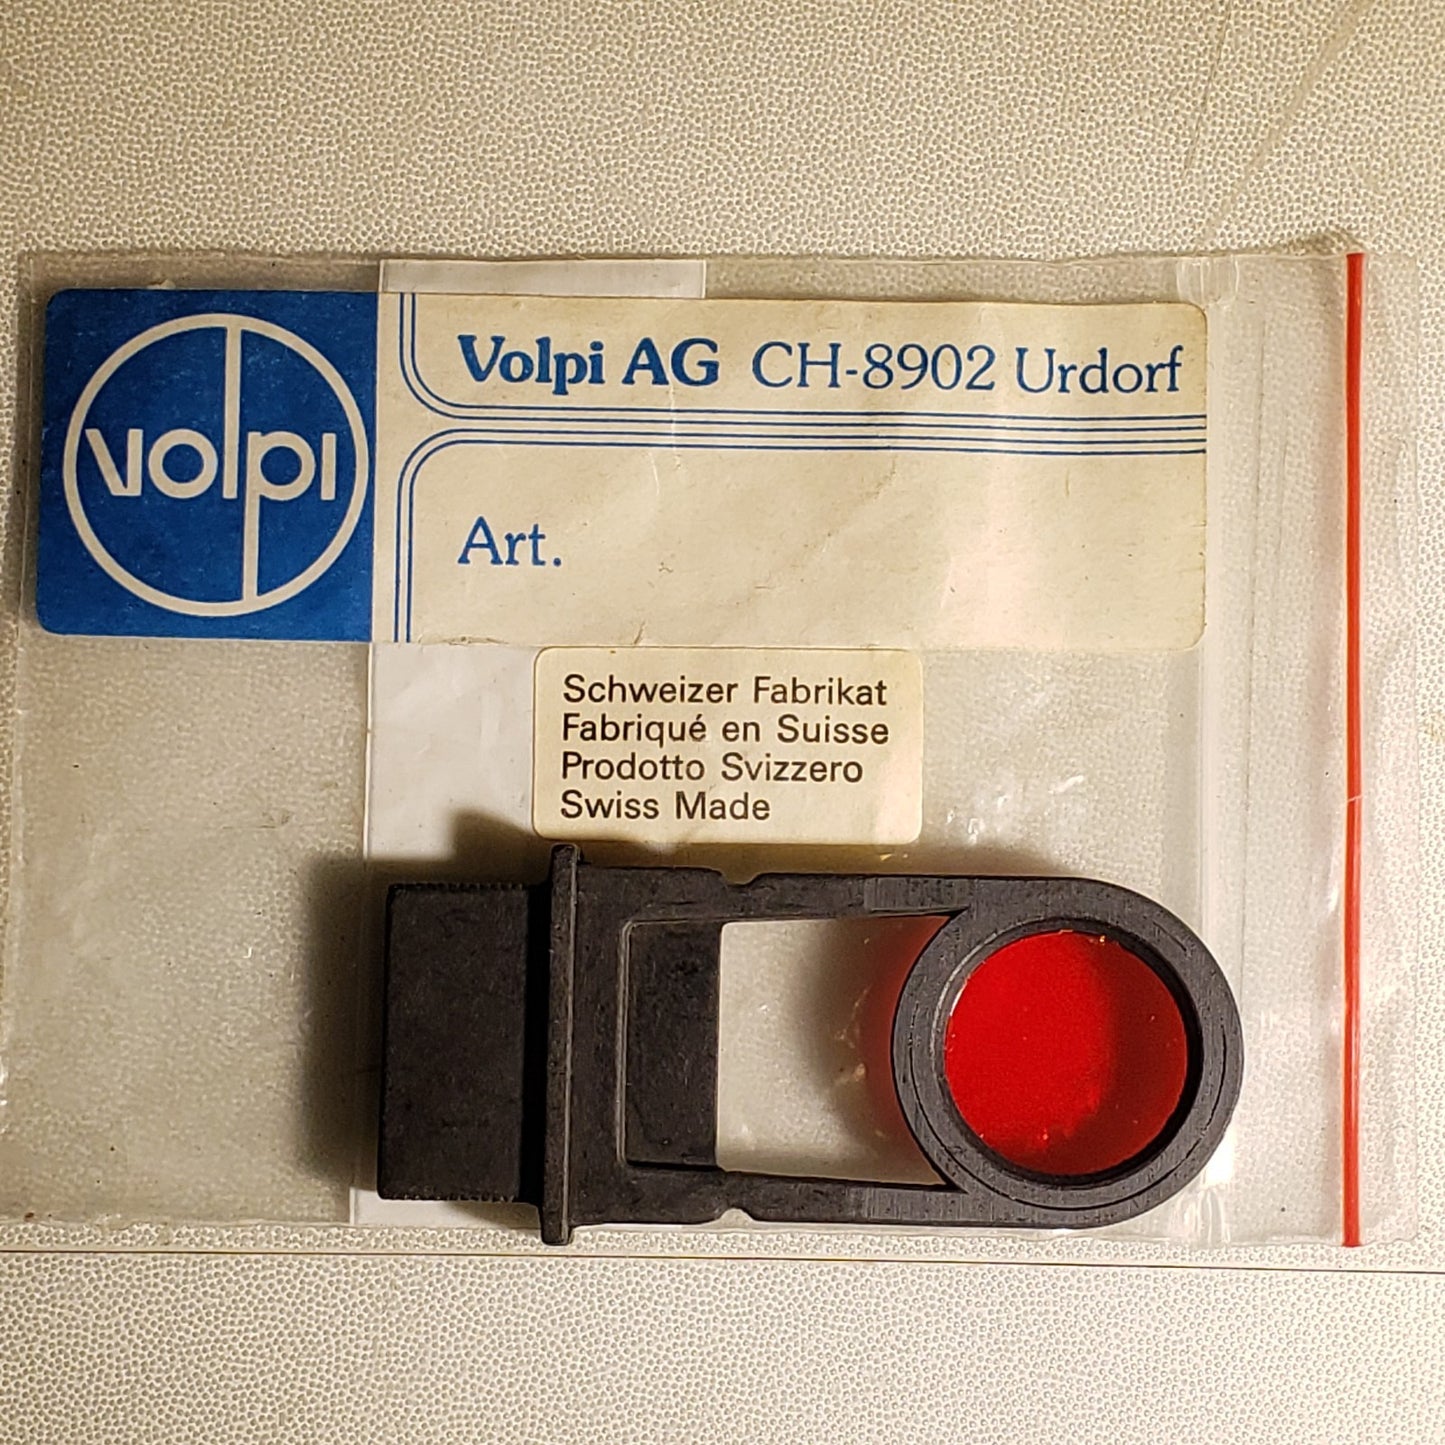 volpi
Volpi AG CH-8902 Urdorf
Art.
Schweizer Fabrikat
Fabriqué en Suisse
Prodotto Svizzero
Swiss Made